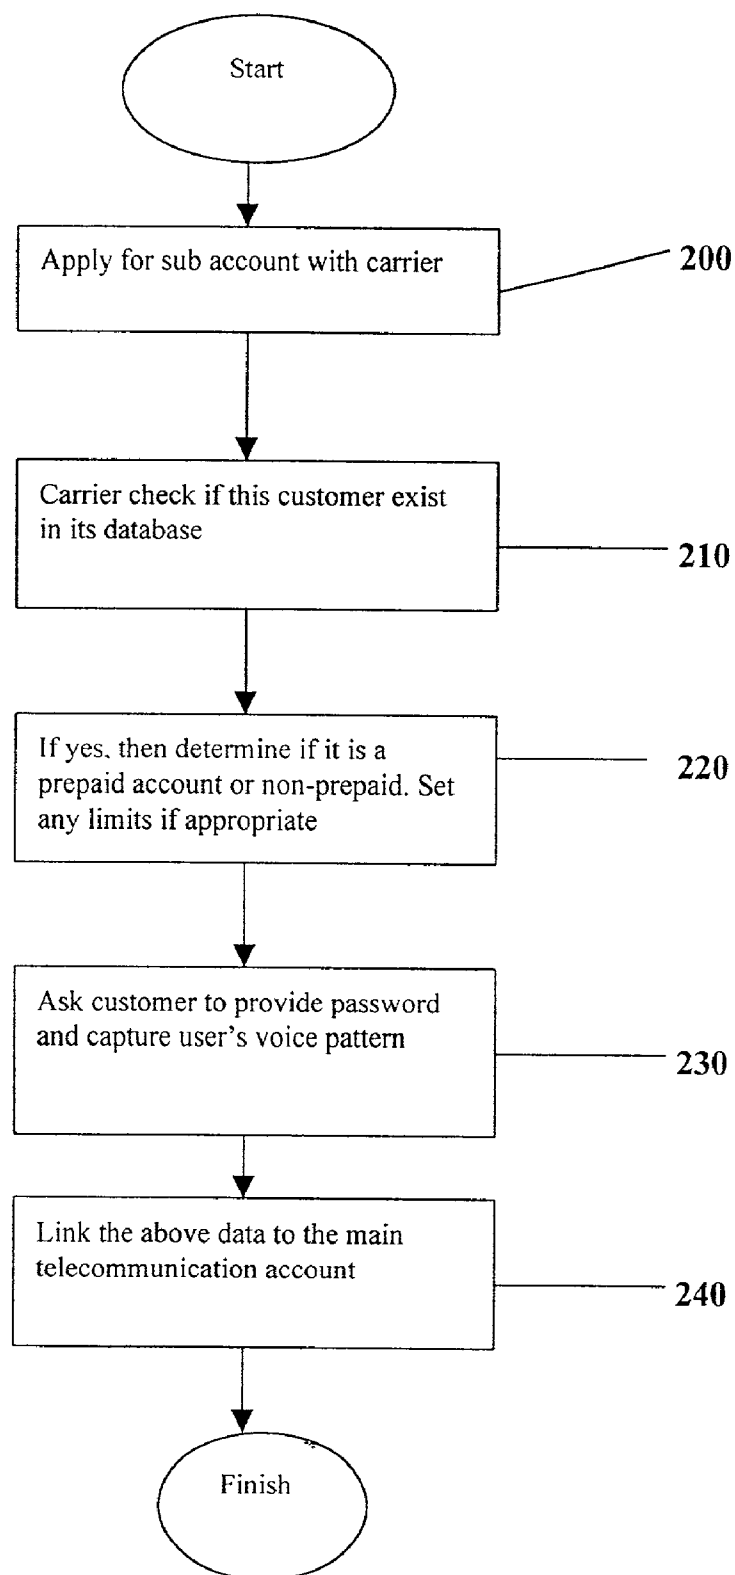 Start
Apply for sub account with carrier
200
Carrier check if this customer exist
in its database
210
If yes, then determine if it is a
prepaid account or non-prepaid. Set
any limits if appropriate
220
Ask customer to provide password
and capture user's voice pattern
230
Link the above data to the main
telecommunication account
240
Finish